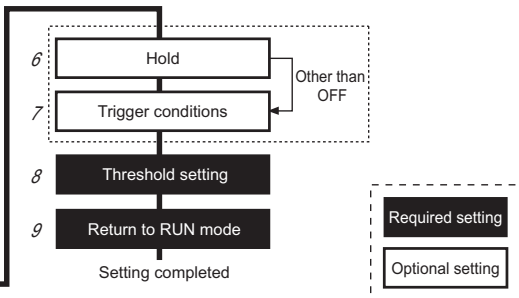 6
Hold
Other than
OFF
7
Trigger conditions
8
Threshold setting
9
Return to RUN mode
Setting completed
Required setting
Optional setting